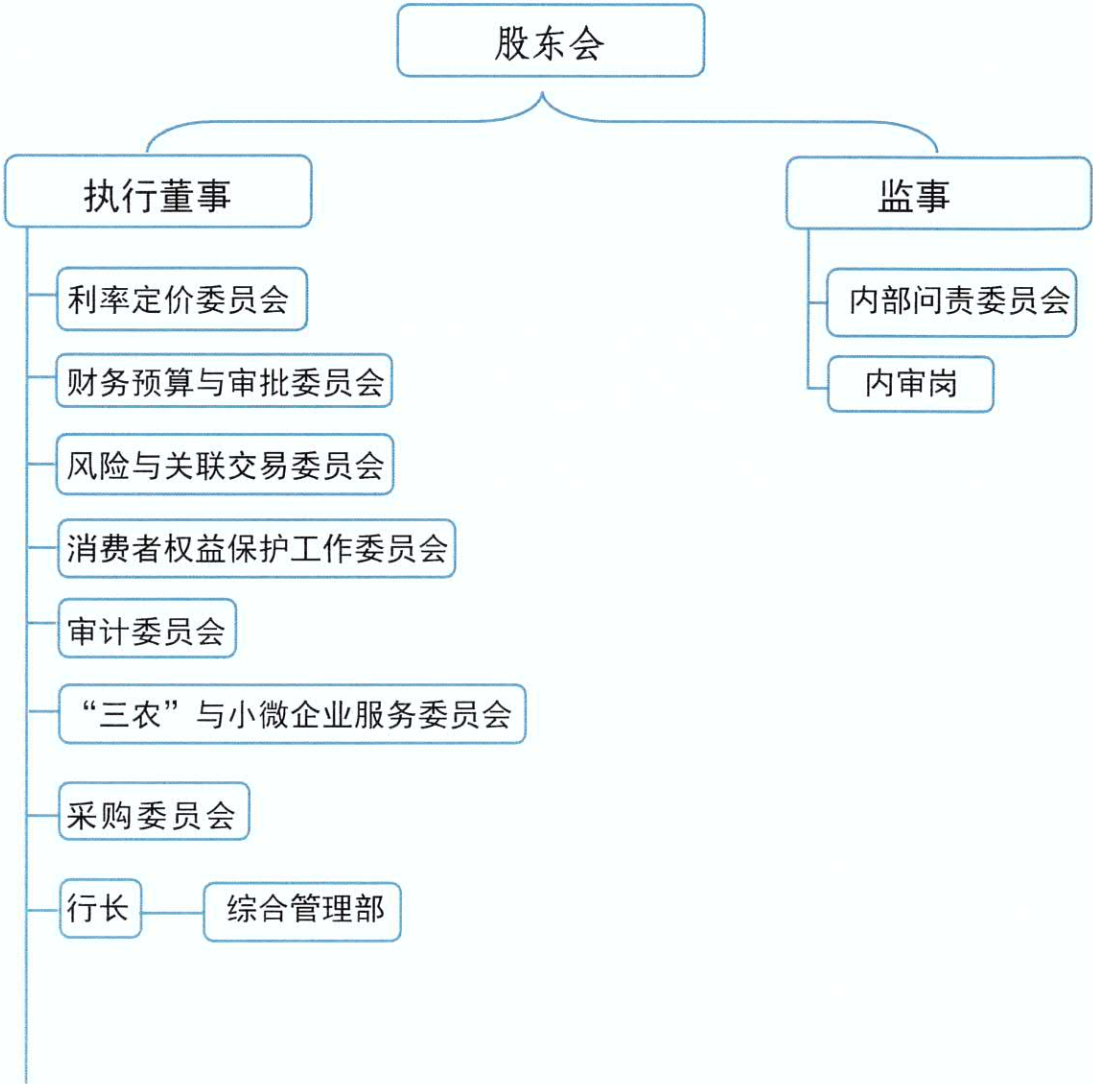 股东会
执行董事
监事
利率定价委员会
内部问责委员会
财务预算与审批委员会
内审岗
风险与关联交易委员会
消费者权益保护工作委员会
审计委员会
“三农”与小微企业服务委员会
采购委员会
行长
综合管理部